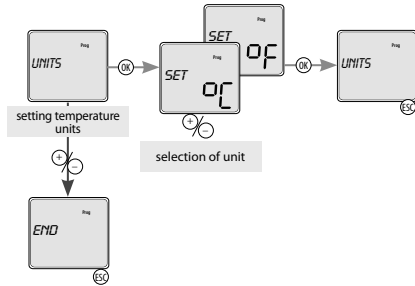 Prog
UNITS
OK
Prog
SET
°C
Prog
SET
°F
OK
Prog
UNITS
ESC
setting temperature
units
+
−
selection of unit
+
−
Prog
END
ESC